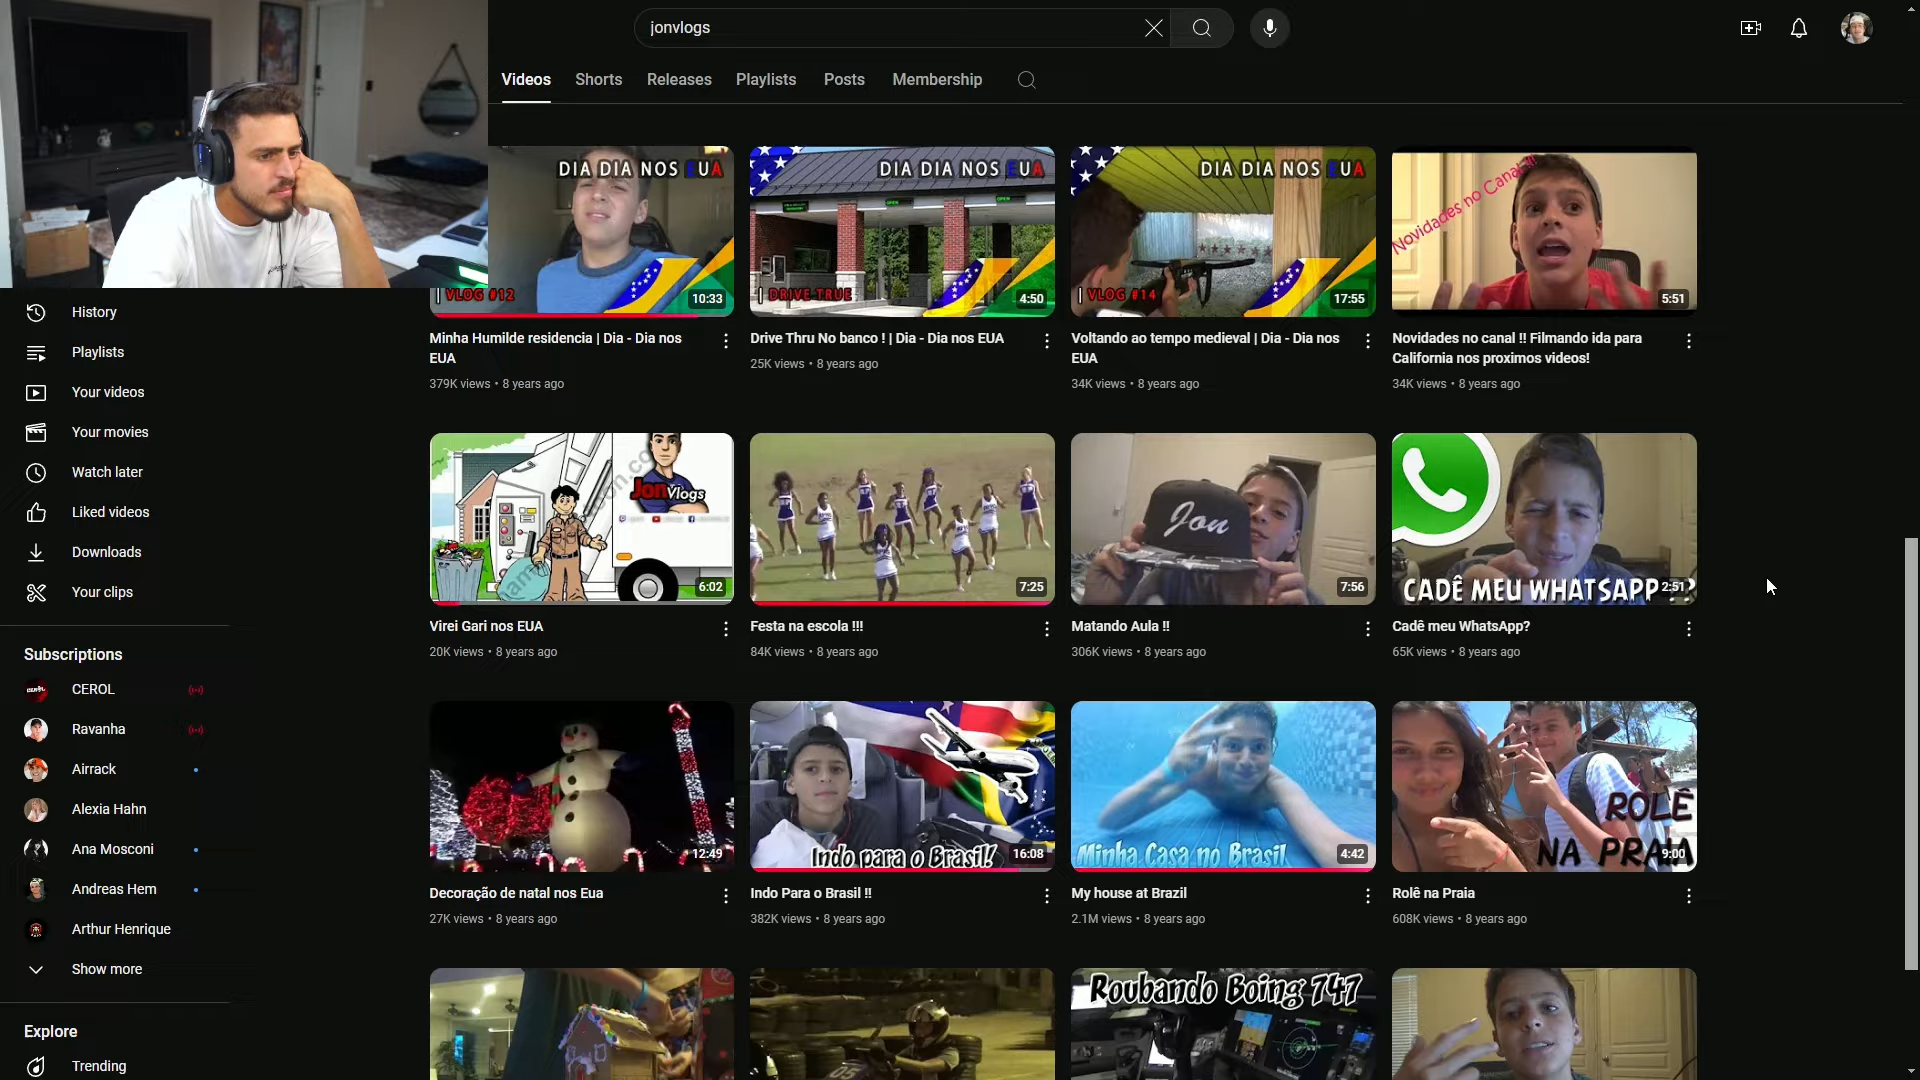 jonvlogs
Videos Shorts Releases Playlists Posts Membership
DIA DIA NOS EUA
VLOG #12
10:33
DIA DIA NOS EUA
OPEN
OPEN
DRIVE TRUE
4:50
DIA DIA NOS EUA
VLOG #14
17:55
Novidades no Canal !!
5:51
Minha Humilde residencia | Dia - Dia nos
EUA
379K views • 8 years ago
Drive Thru No banco ! | Dia - Dia nos EUA
25K views • 8 years ago
Voltando ao tempo medieval | Dia - Dia nos
EUA
34K views • 8 years ago
Novidades no canal !! Filmando ida para
California nos proximos videos!
34K views • 8 years ago
History
Playlists
Your videos
Your movies
Watch later
Liked videos
Downloads
Your clips
Subscriptions
CEROL
Ravanha
Airrack
Alexia Hahn
Ana Mosconi
Andreas Hem
Arthur Henrique
Show more
Explore
Trending
JonVlogs
6:02
7:25
Jon
7:56
CADÊ MEU WHATSAPP ??
2:51
Virei Gari nos EUA
20K views • 8 years ago
Festa na escola !!!
84K views • 8 years ago
Matando Aula !!
306K views • 8 years ago
Cadê meu WhatsApp?
65K views • 8 years ago
12:49
Indo para o Brasil!
16:08
Minha Casa no Brasil
4:42
ROLÊ
NA PRAIA
9:00
Decoração de natal nos Eua
27K views • 8 years ago
Indo Para o Brasil !!
382K views • 8 years ago
My house at Brazil
2.1M views • 8 years ago
Rolê na Praia
608K views • 8 years ago
05
Roubando Boing 747